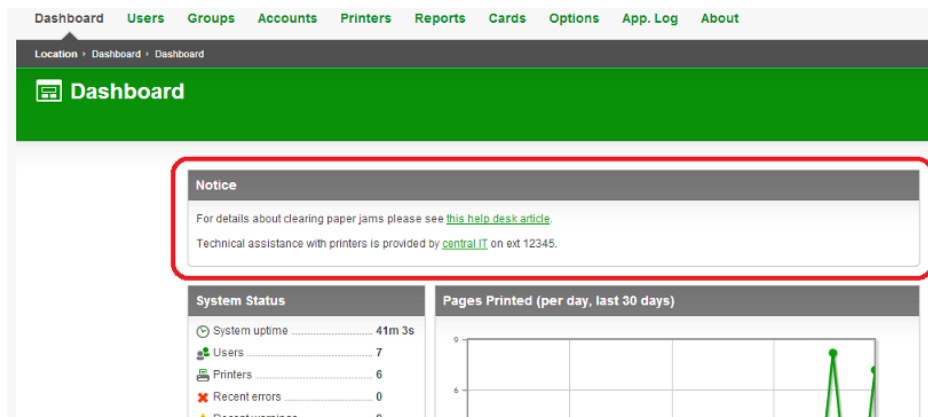 Dashboard Users Groups Accounts Printers Reports Cards Options App. Log About
Location › Dashboard › Dashboard
Dashboard
Notice
For details about clearing paper jams please see this help desk article.
Technical assistance with printers is provided by central IT on ext 12345.
System Status
System uptime 41m 3s
Users 7
Printers 6
Recent errors 0
Pages Printed (per day, last 30 days)
9
6